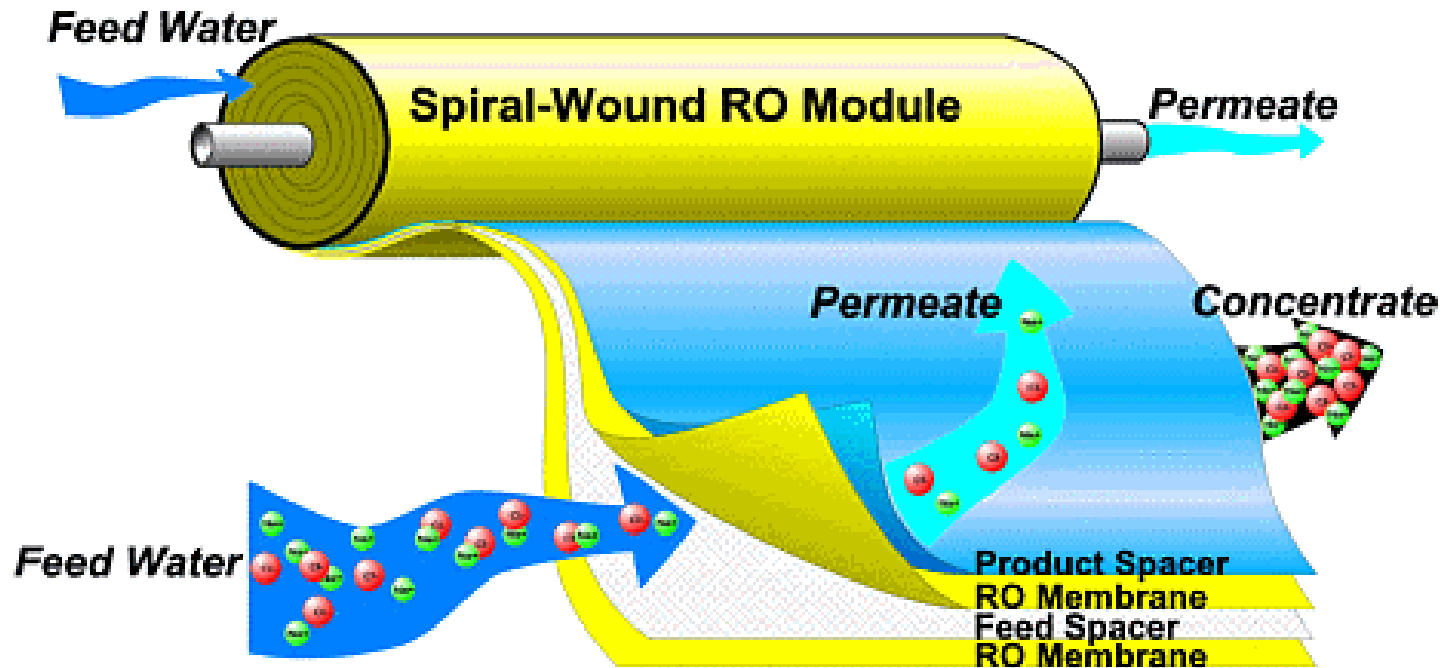 Feed Water
Spiral-Wound RO Module
Permeate
Permeate
Concentrate
Feed Water
Product Spacer
RO Membrane
Feed Spacer
RO Membrane